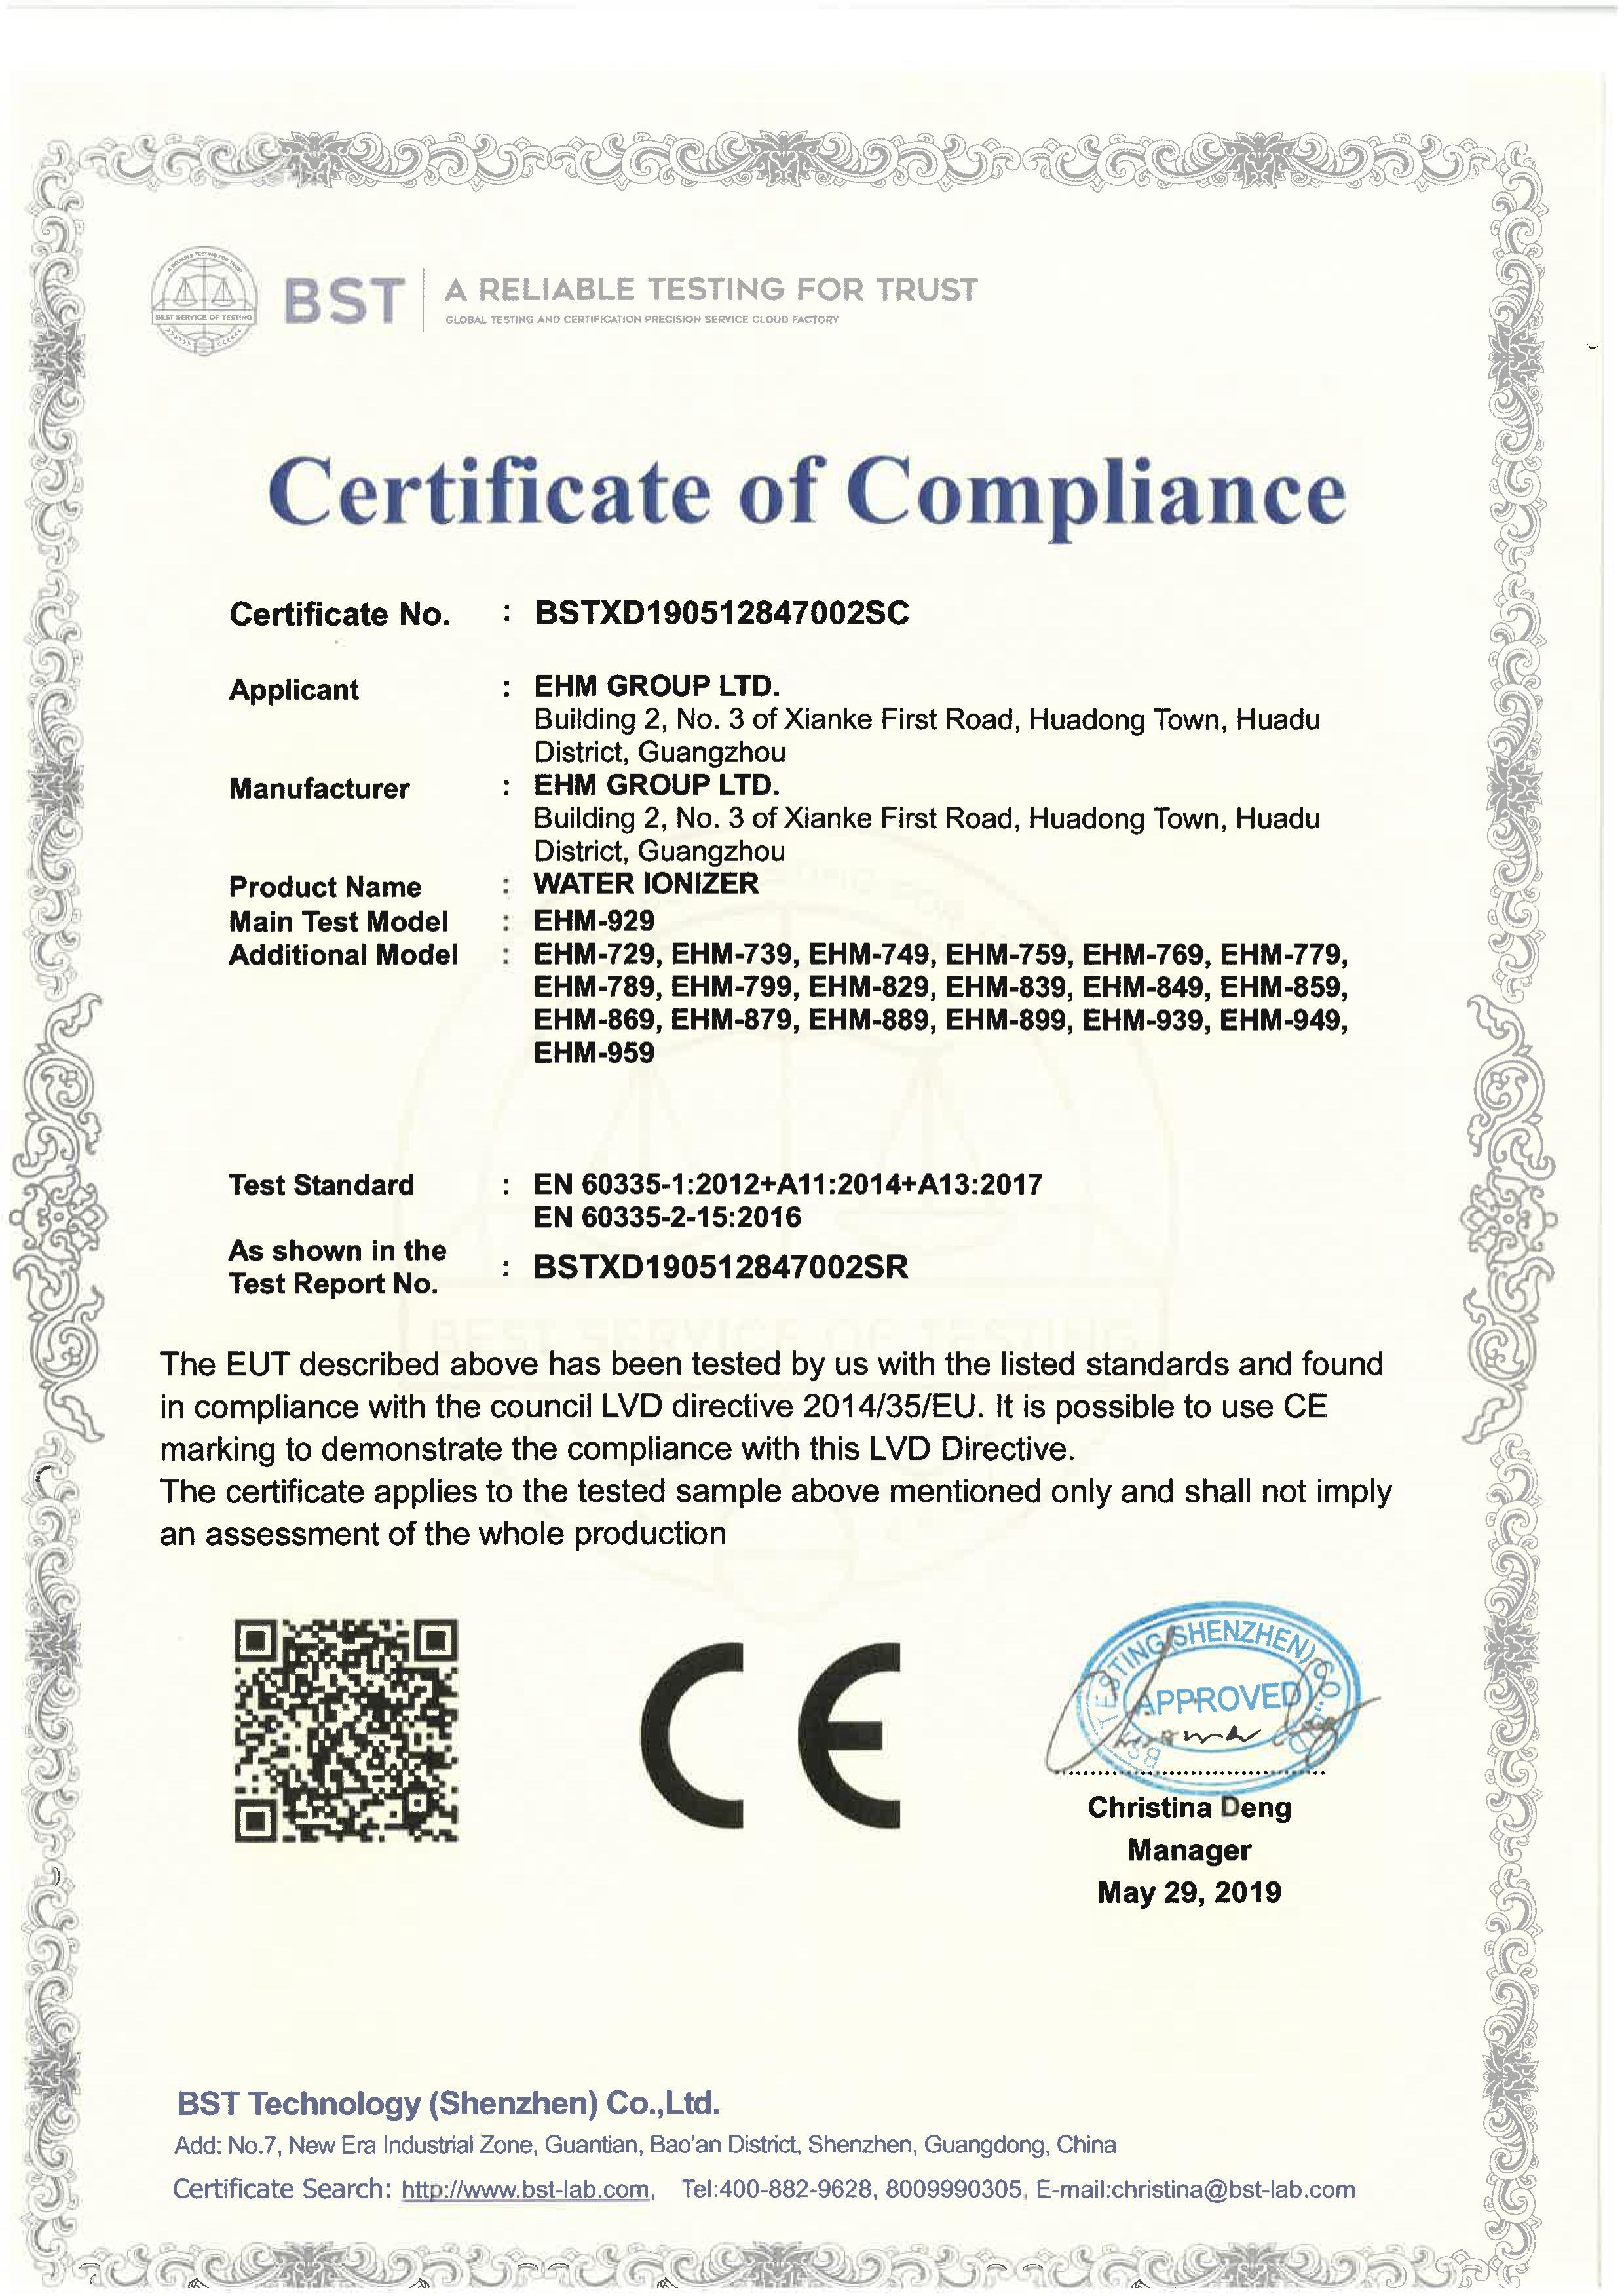 A RELIABLE TESTING FOR TRUST
BEST SERVICE OF TESTING
BST
A RELIABLE TESTING FOR TRUST
GLOBAL TESTING AND CERTIFICATION PRECISION SERVICE CLOUD FACTORY
Certificate of Compliance
Certificate No. : BSTXD190512847002SC
Applicant : EHM GROUP LTD.
Building 2, No. 3 of Xianke First Road, Huadong Town, Huadu
District, Guangzhou
Manufacturer : EHM GROUP LTD.
Building 2, No. 3 of Xianke First Road, Huadong Town, Huadu
District, Guangzhou
Product Name : WATER IONIZER
Main Test Model : EHM-929
Additional Model : EHM-729, EHM-739, EHM-749, EHM-759, EHM-769, EHM-779,
EHM-789, EHM-799, EHM-829, EHM-839, EHM-849, EHM-859,
EHM-869, EHM-879, EHM-889, EHM-899, EHM-939, EHM-949,
EHM-959
Test Standard : EN 60335-1:2012+A11:2014+A13:2017
EN 60335-2-15:2016
As shown in the
Test Report No. : BSTXD190512847002SR
BEST SERVICE OF TESTING
The EUT described above has been tested by us with the listed standards and found
in compliance with the council LVD directive 2014/35/EU. It is possible to use CE
marking to demonstrate the compliance with this LVD Directive.
The certificate applies to the tested sample above mentioned only and shall not imply
an assessment of the whole production
CE
TESTING(SHENZHEN) CO.,
APPROVED
Christina Deng
Manager
May 29, 2019
BST Technology (Shenzhen) Co.,Ltd.
Add: No.7, New Era Industrial Zone, Guantian, Bao'an District, Shenzhen, Guangdong, China
Certificate Search: http://www.bst-lab.com, Tel:400-882-9628, 8009990305, E-mail:christina@bst-lab.com